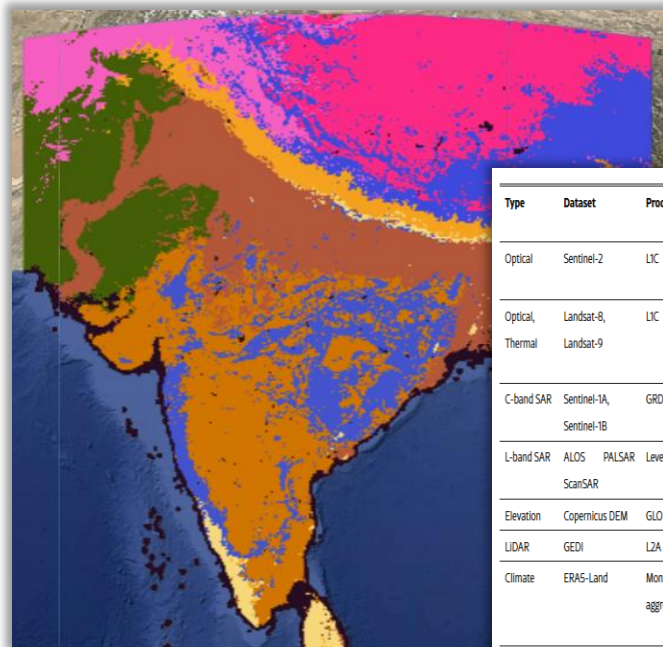 Type Dataset
Optical Sentinel-2 L1C
Optical, Landsat-8, L1C
Thermal Landsat-9
C-band SAR Sentinel-1A, GRD
Sentinel-1B
L-band SAR ALOS PALSAR
ScanSAR
Elevation Copernicus DEM
LiDAR GEDI L2A
Climate ERA5-Land